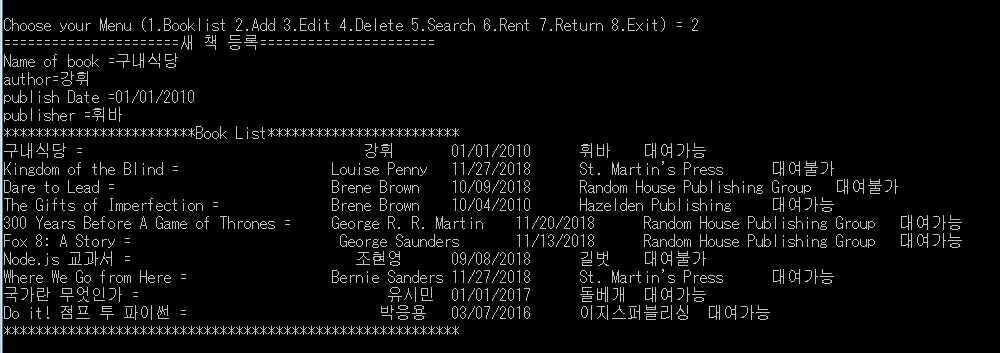 Choose your Menu (1.Booklist 2.Add 3.Edit 4.Delete 5.Search 6.Rent 7.Return 8.Exit) = 2
======================새 책 등록======================
Name of book =구내식당
author=강휘
publish Date =01/01/2010
publisher =휘바
************************Book List************************
구내식당 = 강휘 01/01/2010 휘바 대여가능
Kingdom of the Blind = Louise Penny 11/27/2018 St. Martin's Press 대여불가
Dare to Lead = Brene Brown 10/09/2018 Random House Publishing Group 대여불가
The Gifts of Imperfection = Brene Brown 10/04/2010 Hazelden Publishing 대여가능
300 Years Before A Game of Thrones = George R. R. Martin 11/20/2018 Random House Publishing Group 대여가능
Fox 8: A Story = George Saunders 11/13/2018 Random House Publishing Group 대여가능
Node.js 교과서 = 조현영 09/08/2018 길벗 대여불가
Where We Go from Here = Bernie Sanders 11/27/2018 St. Martin's Press 대여가능
국가란 무엇인가 = 유시민 01/01/2017 돌베개 대여가능
Do it! 점프 투 파이썬 = 박응용 03/07/2016 이지스퍼블리싱 대여가능
*********************************************************